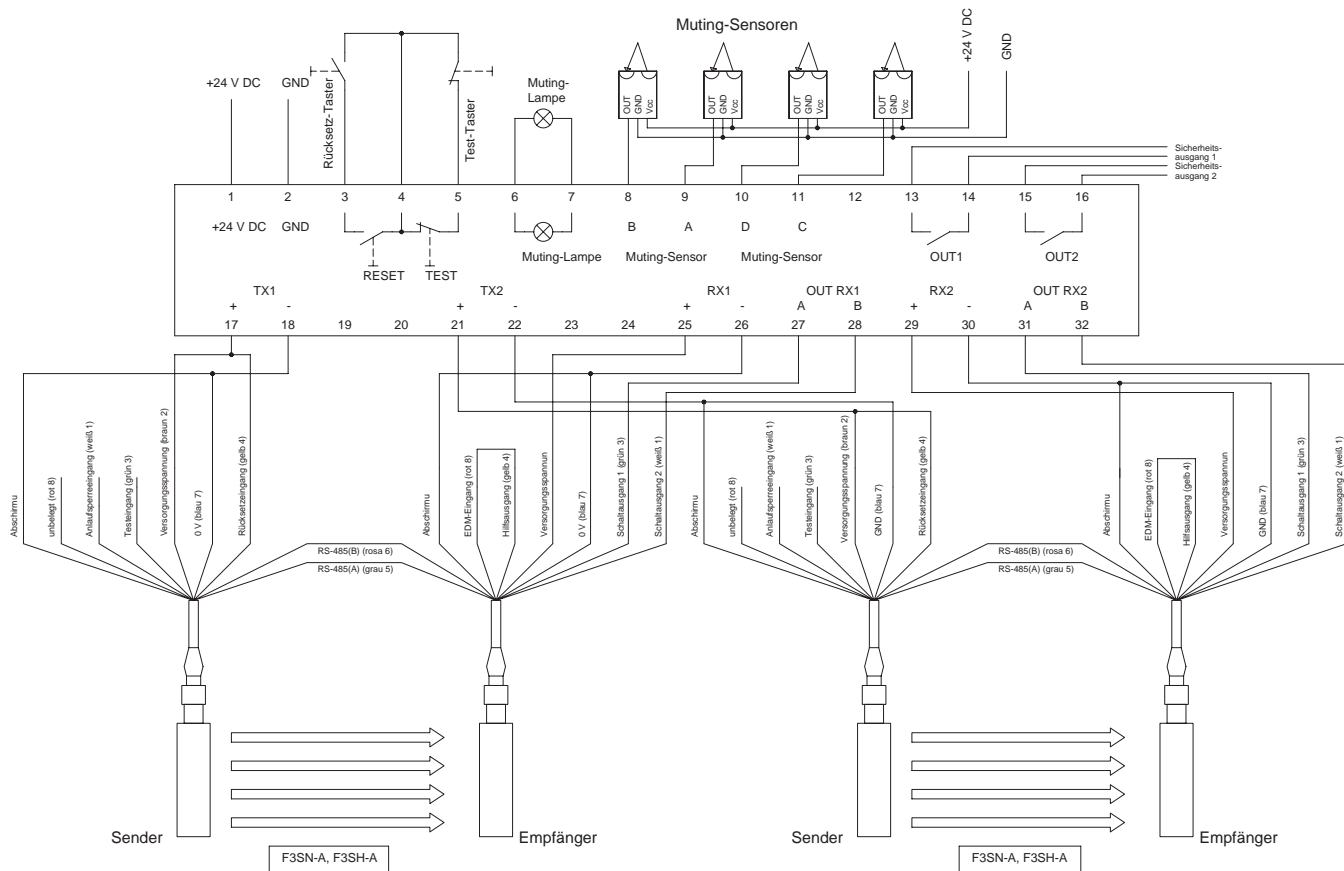 Muting-Sensoren
+24 V DC
GND
+24 V DC
GND
Rücksetz-Taster
Test-Taster
Muting-
Lampe
OUT
GND
Vcc
OUT
GND
Vcc
OUT
GND
Vcc
OUT
GND
Vcc
Sicherheits-
ausgang 1
Sicherheits-
ausgang 2
1 2 3 4 5 6 7 8 9 10 11 12 13 14 15 16
+24 V DC GND B A D C
Muting-Lampe Muting-Sensor Muting-Sensor OUT1 OUT2
RESET TEST
TX1 TX2 RX1 OUT RX1 RX2 OUT RX2
+ - + - + - A B + - A B
17 18 19 20 21 22 23 24 25 26 27 28 29 30 31 32
Abschirmu
unbelegt (rot 8)
Anlaufsperreeingang (weiß 1)
Testeingang (grün 3)
Versorgungsspannung (braun 2)
0 V (blau 7)
Rücksetzeingang (gelb 4)
RS-485(B) (rosa 6)
RS-485(A) (grau 5)
Abschirmu
EDM-Eingang (rot 8)
Hilfsausgang (gelb 4)
Versorgungsspannun
0 V (blau 7)
Schaltausgang 1 (grün 3)
Schaltausgang 2 (weiß 1)
Abschirmu
unbelegt (rot 8)
Anlaufsperreeingang (weiß 1)
Testeingang (grün 3)
Versorgungsspannung (braun 2)
GND (blau 7)
Rücksetzeingang (gelb 4)
RS-485(B) (rosa 6)
RS-485(A) (grau 5)
Abschirmu
EDM-Eingang (rot 8)
Hilfsausgang (gelb 4)
Versorgungsspannun
GND (blau 7)
Schaltausgang 1 (grün 3)
Schaltausgang 2 (weiß 1)
Sender Empfänger Sender Empfänger
F3SN-A, F3SH-A F3SN-A, F3SH-A